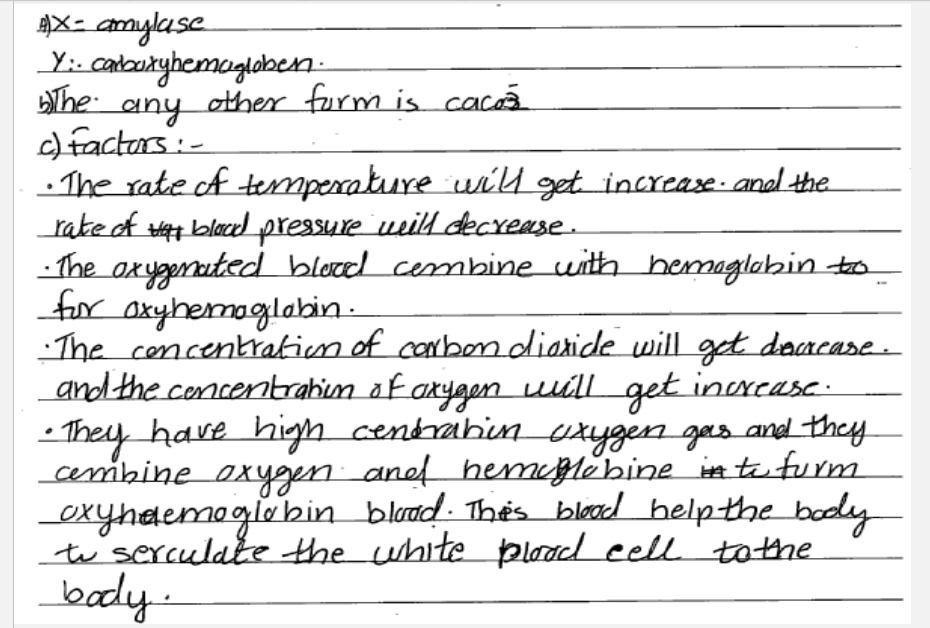 A) X = amylase
Y:. carboxyhemagloben.
b) The any other form is caco3
c) factors :-
• The rate of temperature will get increase. and the
rate of blood pressure will decrease.
• The oxygenated blood combine with hemoglobin to
for oxyhemoglobin.
• The concentration of carbon dioxide will get decrease.
and the concentration of oxygen will get increase.
• They have high cendration oxygen gas and they
combine oxygen and hemoglobine in to form
oxyhaemoglobin blood. This blood help the body
to serculate the white blood cell to the
body.